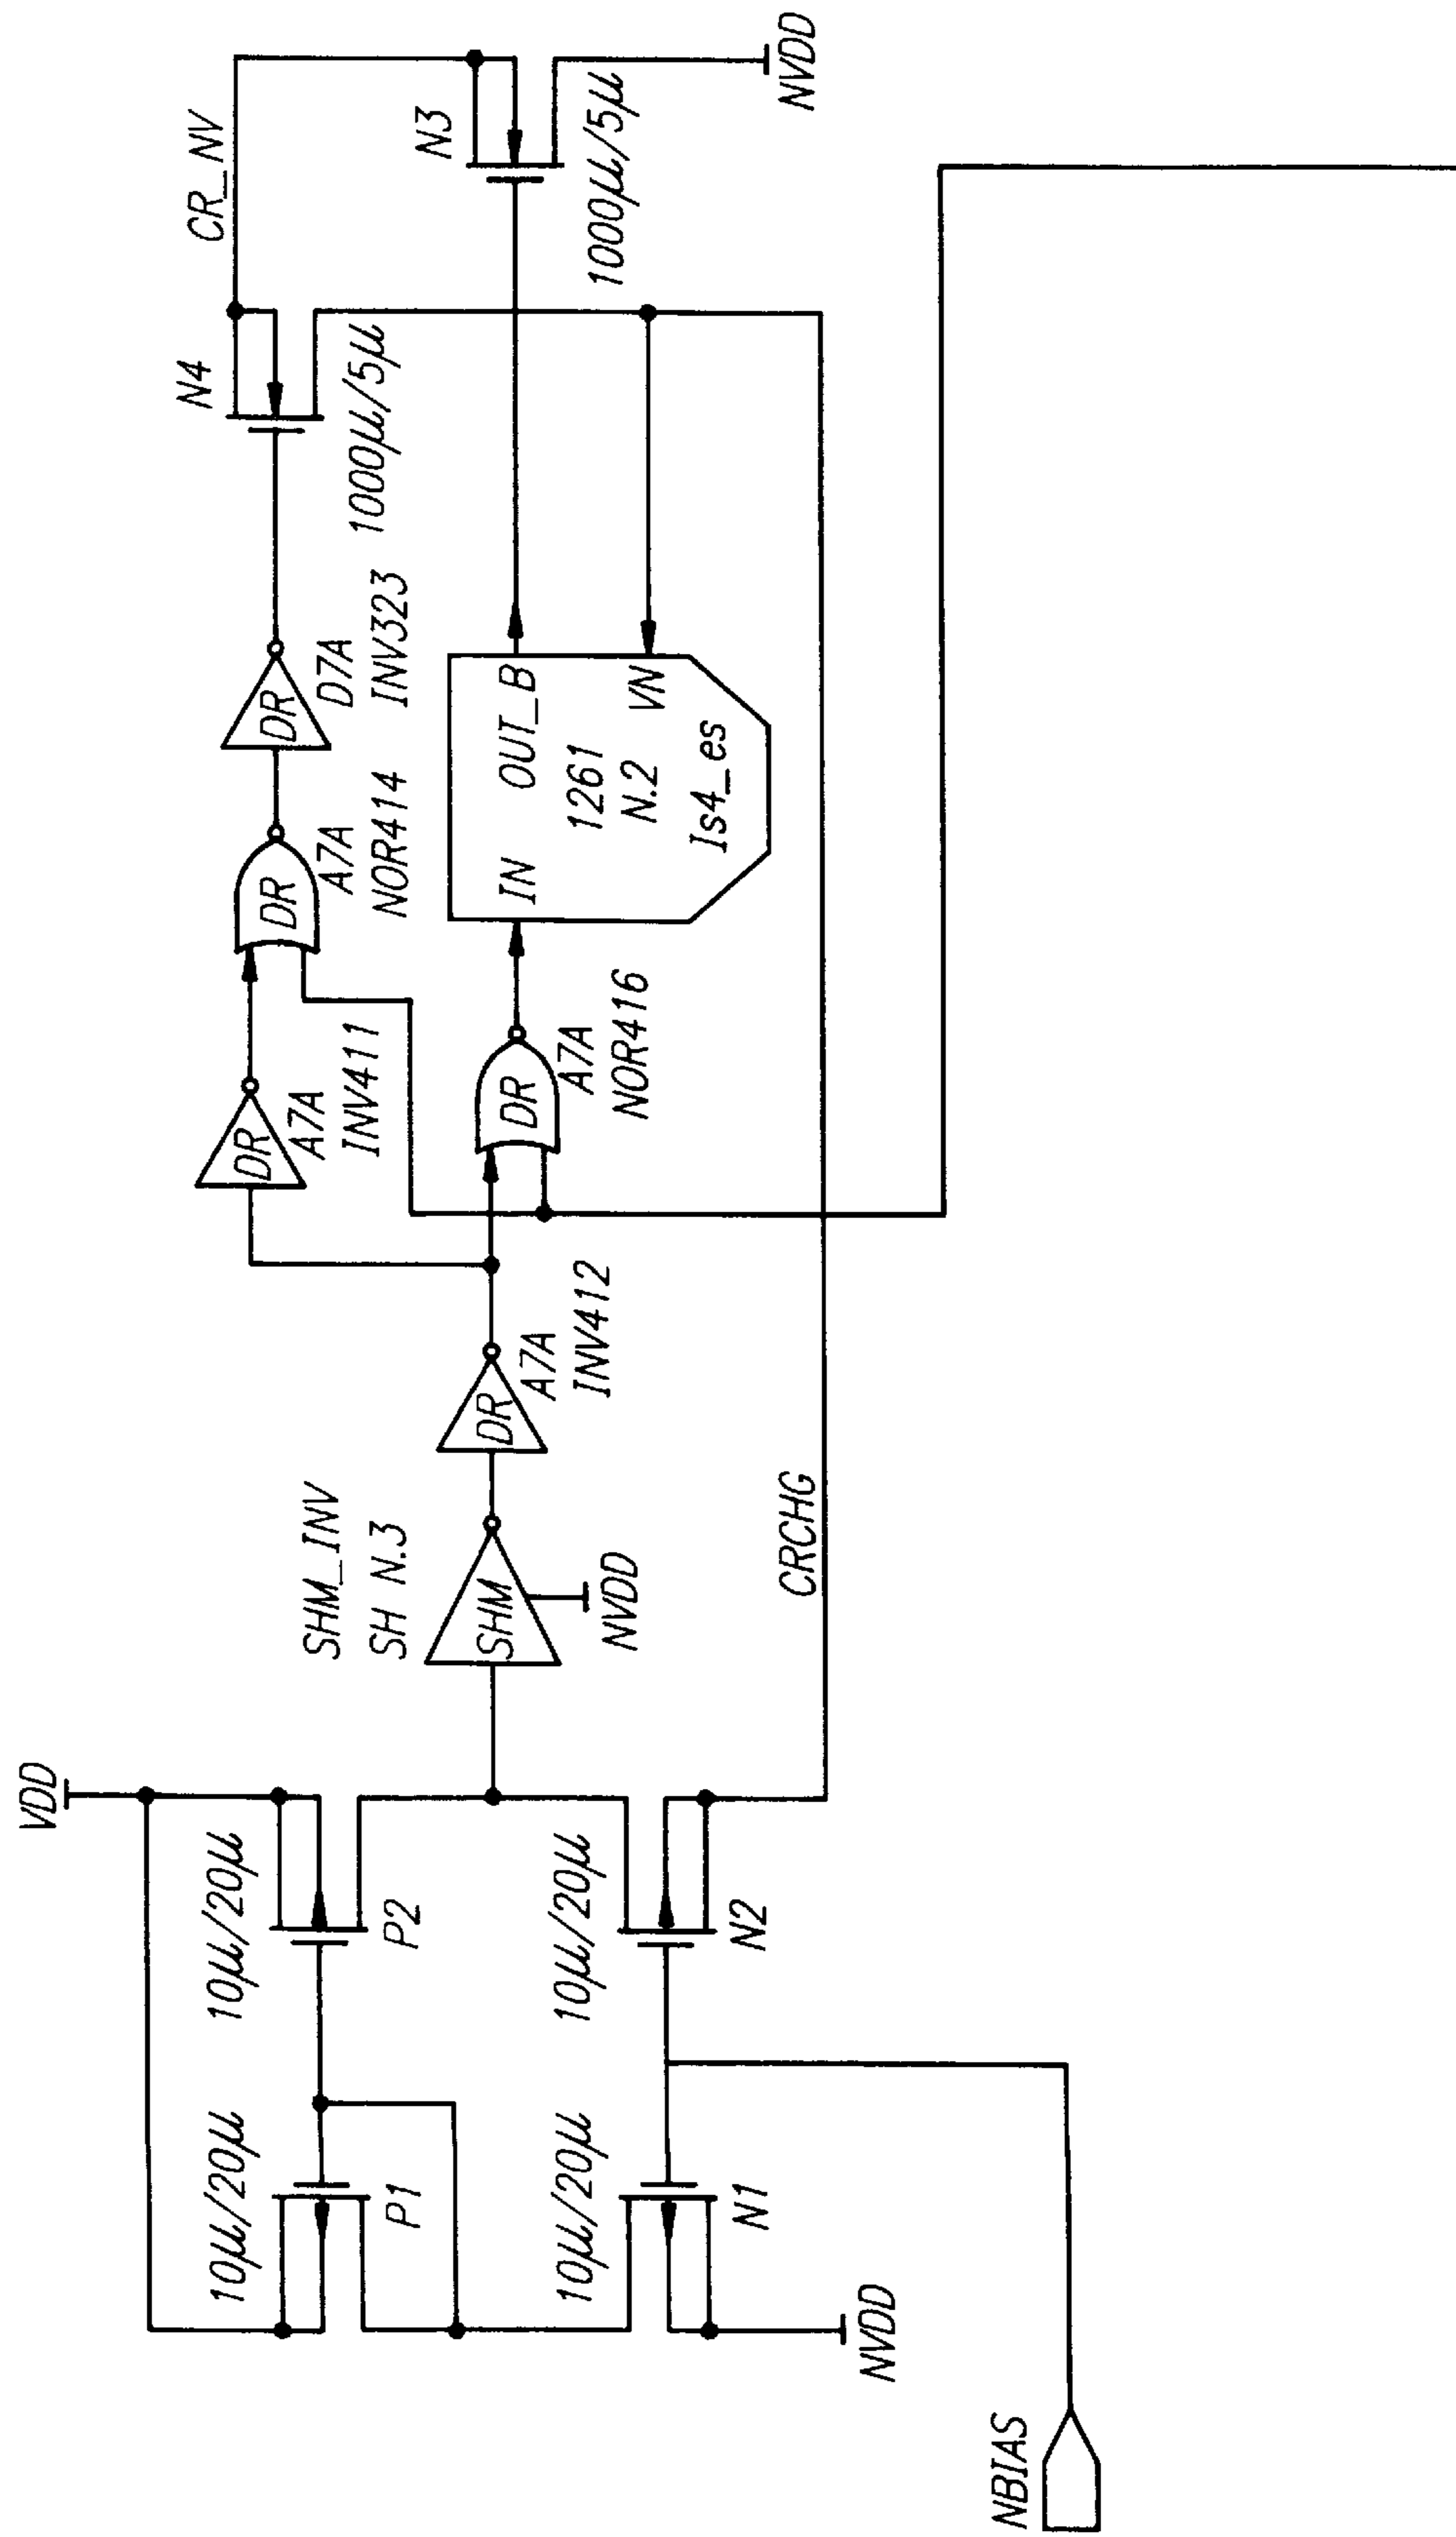 VDD
10µ/20µ
P1
10µ/20µ
P2
10µ/20µ
N1
NVDD
10µ/20µ
N2
NBIAS
SHM_INV
SH N.3
SHM
NVDD
CRCHG
DR
A7A
INV412
DR
A7A
INV411
DR
A7A
NOR416
DR
A7A
NOR414
DR
D7A
INV323
IN
OUT_B
1261
N.2
VN
Is4_es
N4
1000µ/5µ
CR_NV
N3
1000µ/5µ
NVDD